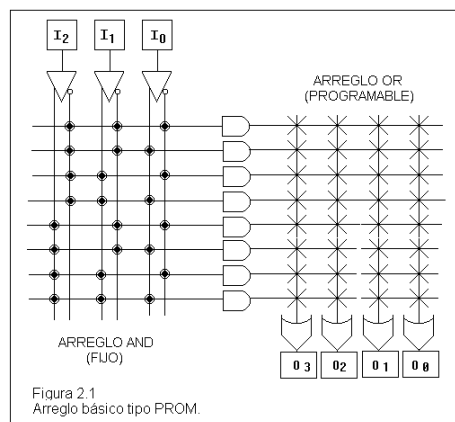 I2 I1 I0
ARREGLO OR
(PROGRAMABLE)
ARREGLO AND
(FIJO)
O3 O2 O1 O0
Figura 2.1
Arreglo básico tipo PROM.